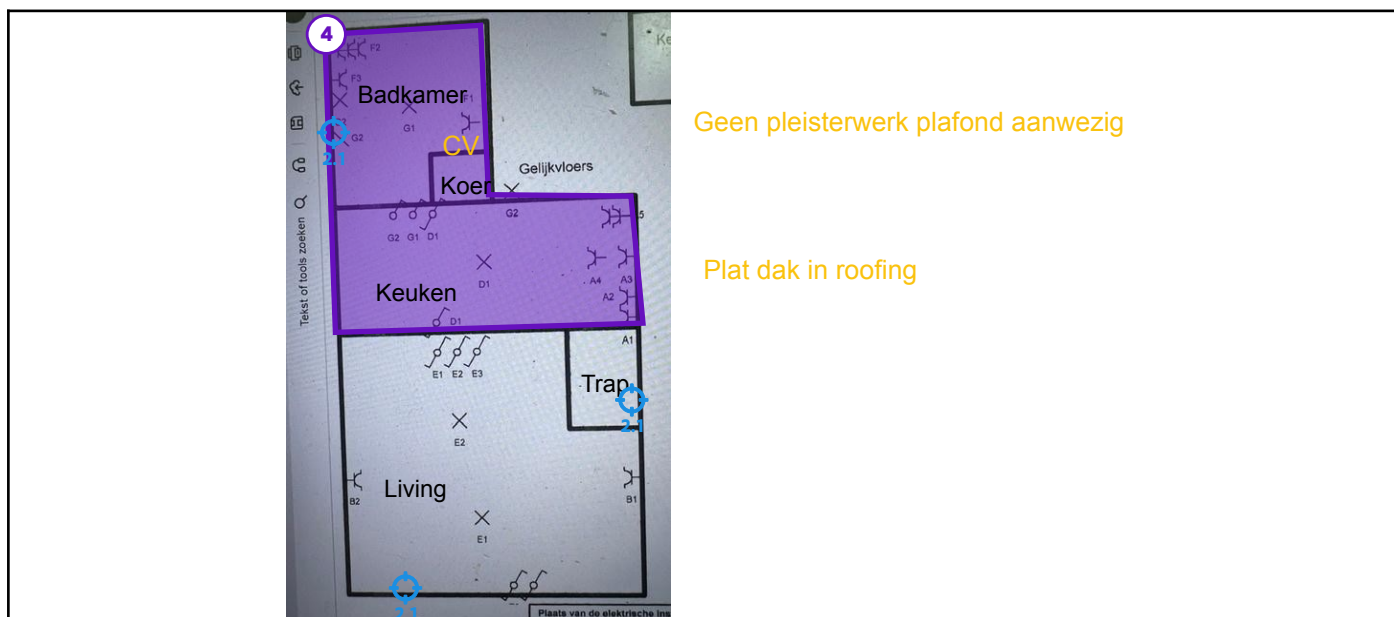 4
Ke
F2
F3
Badkamer
F1
G1
G2
2.1
CV
Gelijkvloers
Koer
G2
G2 G1 D1
5
Tekst of tools zoeken
D1
A4 A3
Keuken
A2
D1
A1
E1 E2 E3
Trap
2.1
E2
Living
B2
B1
E1
2.1
Plaats van de elektrische ins
Geen pleisterwerk plafond aanwezig
Plat dak in roofing